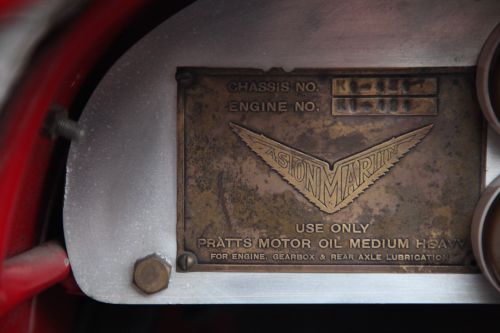 CHASSIS NO.
ENGINE NO.
ASTON MARTIN
USE ONLY
PRATTS MOTOR OIL MEDIUM HEAVY
FOR ENGINE, GEARBOX & REAR AXLE LUBRICATION